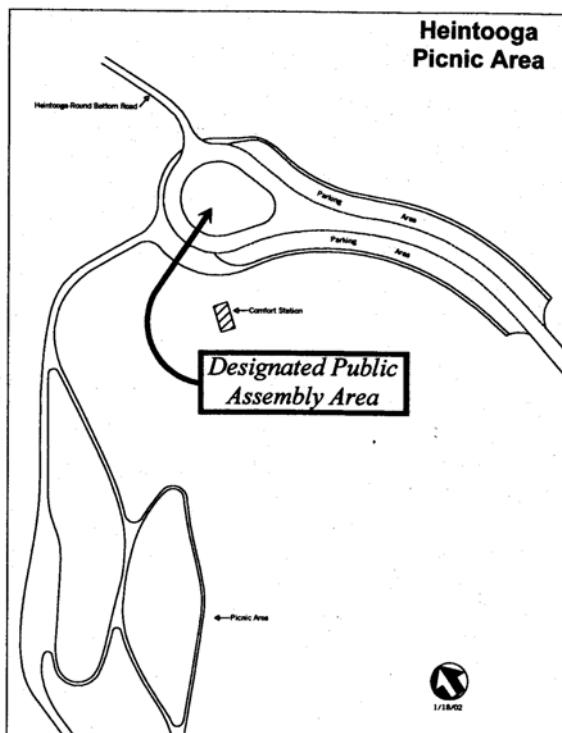 Heintooga
Picnic Area
Heintooga-Round Bottom Road
Parking
Area
Parking
Area
Comfort Station
Designated Public
Assembly Area
Picnic Area
1/18/02